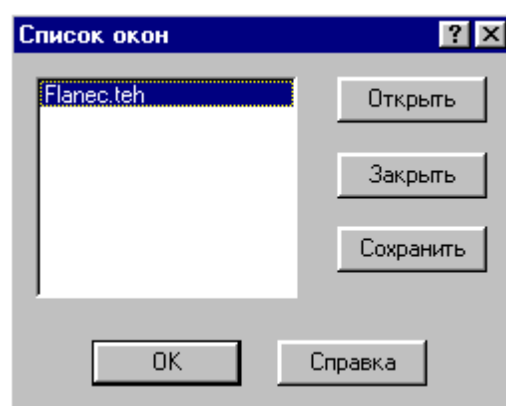 Список окон
Flanec.teh
Открыть
Закрыть
Сохранить
OK
Справка